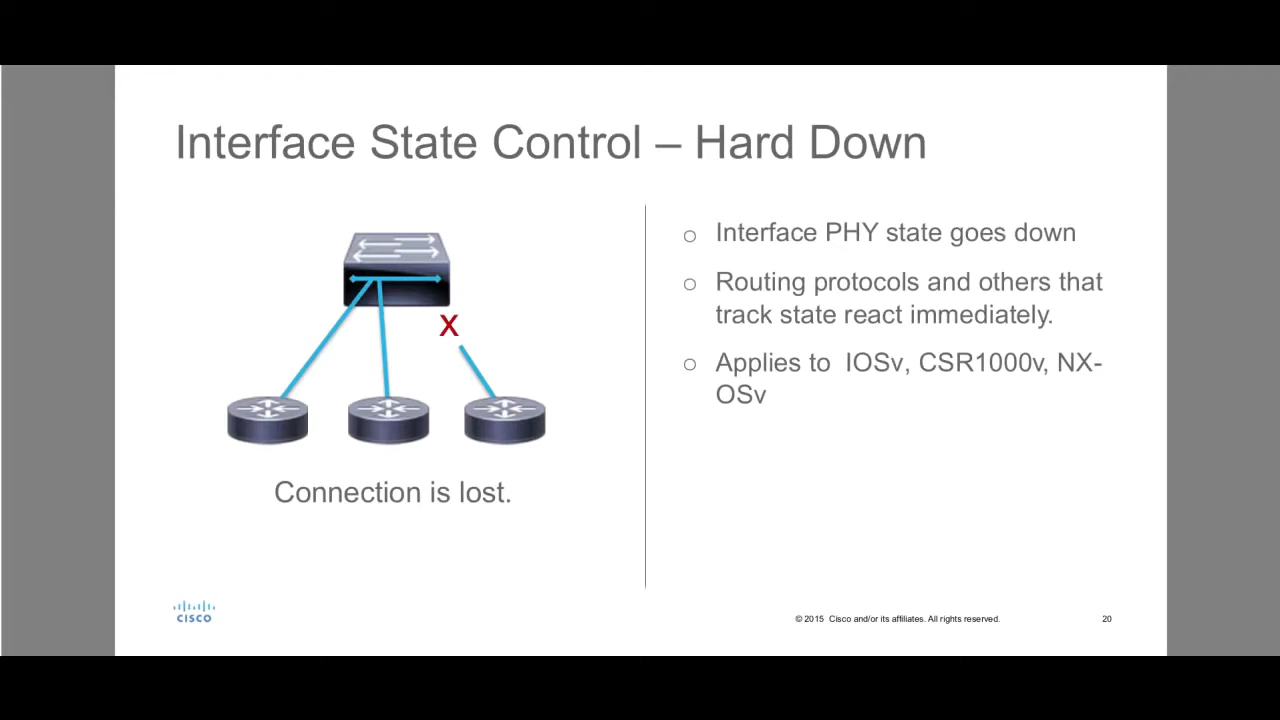 Interface State Control – Hard Down
X
Connection is lost.
○ Interface PHY state goes down
○ Routing protocols and others that
track state react immediately.
○ Applies to IOSv, CSR1000v, NX-
OSv
CISCO
© 2015 Cisco and/or its affiliates. All rights reserved.
20